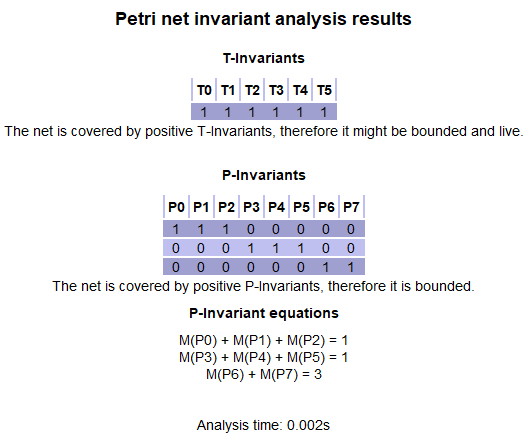 Petri net invariant analysis results
T-Invariants
T0 T1 T2 T3 T4 T5
1 1 1 1 1 1
The net is covered by positive T-Invariants, therefore it might be bounded and live.
P-Invariants
P0 P1 P2 P3 P4 P5 P6 P7
1 1 1 0 0 0 0 0
0 0 0 1 1 1 0 0
0 0 0 0 0 0 1 1
The net is covered by positive P-Invariants, therefore it is bounded.
P-Invariant equations
M(P0) + M(P1) + M(P2) = 1
M(P3) + M(P4) + M(P5) = 1
M(P6) + M(P7) = 3
Analysis time: 0.002s